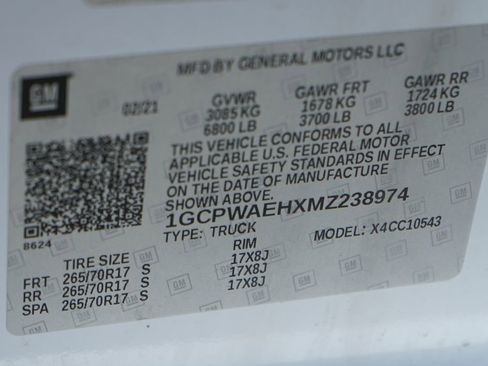 MFD BY GENERAL MOTORS LLC
GM
02/21 GVWR GAWR FRT GAWR RR
3085 KG 1678 KG 1724 KG
6800 LB 3700 LB 3800 LB
THIS VEHICLE CONFORMS TO ALL
APPLICABLE U.S. FEDERAL MOTOR
VEHICLE SAFETY STANDARDS IN EFFECT
ON THE DATE OF MANUFACTURE
SHOWN ABOVE.
1GCPWAEHXMZ238974
8624
TYPE: TRUCK MODEL: X4CC10543
TIRE SIZE RIM
FRT 265/70R17 S 17X8J
RR 265/70R17 S 17X8J
SPA 265/70R17 S 17X8J